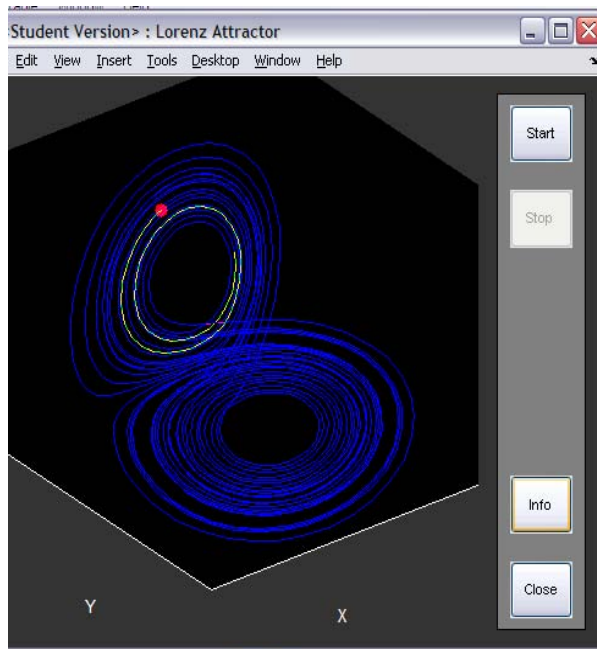 Student Version> : Lorenz Attractor
Edit View Insert Tools Desktop Window Help
Start
Stop
Info
Close
Y
X